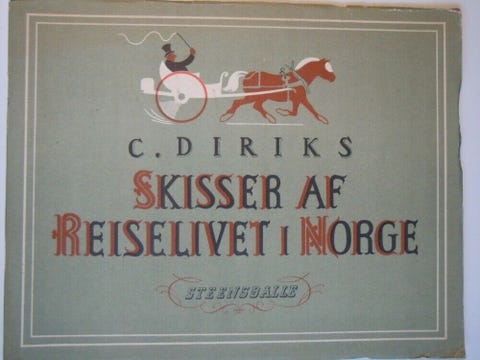 C. DIRIKS
SKISSER AF
REISELIVET I NORGE
STEENSBALLE